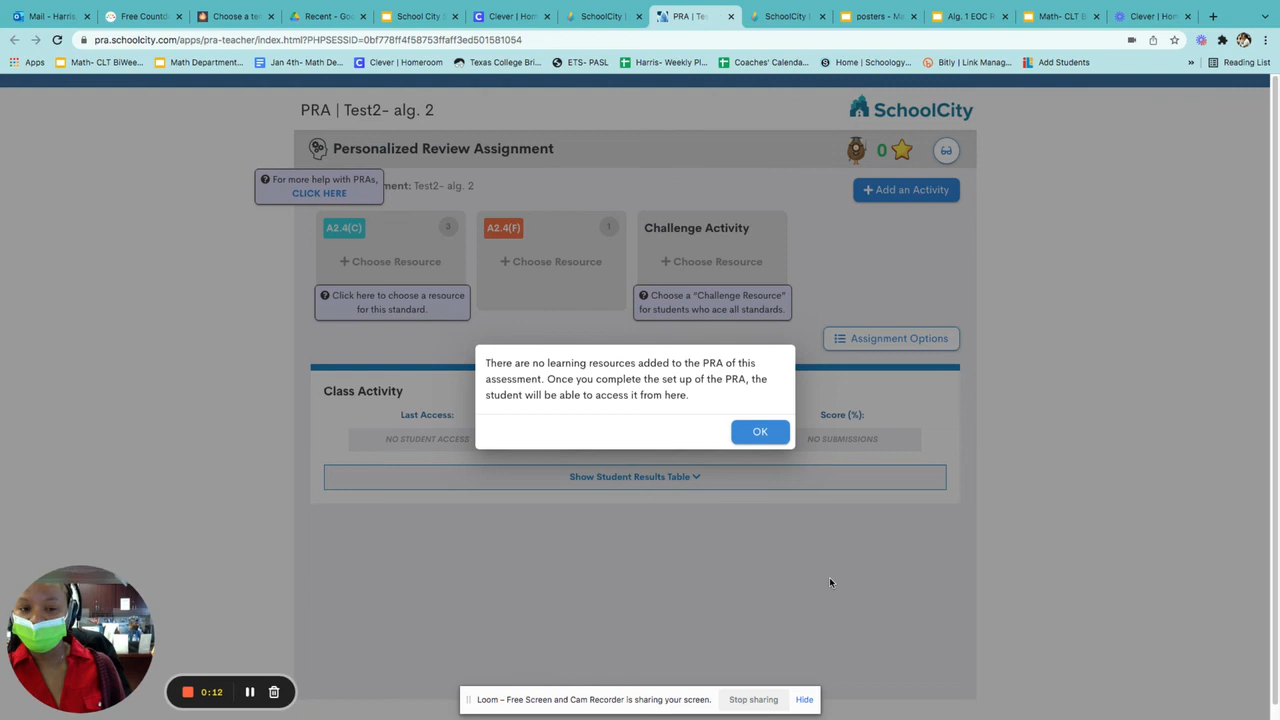 Mail - Harris
Free Countd
Choose a te
Recent - Goo
School City
Clever | Hom
SchoolCity |
PRA | Tes
SchoolCity |
posters - Ma
Alg. 1 EOC R
Math- CLT B
Clever | Hom
pra.schoolcity.com/apps/pra-teacher/index.html?PHPSESSID=0bf778ff4f58753ffaff3ed501581054
Apps
Math- CLT BiWee...
Math Department...
Jan 4th- Math De...
Clever | Homeroom
Texas College Bri...
ETS- PASL
Harris- Weekly Pl...
Coaches' Calenda...
Home | Schoology...
Bitly | Link Manag...
Add Students
»
Reading List
PRA | Test2- alg. 2
SchoolCity
Personalized Review Assignment
0
For more help with PRAs,
CLICK HERE
ment: Test2- alg. 2
+ Add an Activity
A2.4(C)
3
A2.4(F)
1
Challenge Activity
+ Choose Resource
+ Choose Resource
+ Choose Resource
Click here to choose a resource
for this standard.
Choose a "Challenge Resource"
for students who ace all standards.
Assignment Options
There are no learning resources added to the PRA of this
assessment. Once you complete the set up of the PRA, the
student will be able to access it from here.
OK
Class Activity
Last Access:
Score (%):
NO STUDENT ACCESS
NO SUBMISSIONS
Show Student Results Table
0:12
Loom – Free Screen and Cam Recorder is sharing your screen.
Stop sharing
Hide